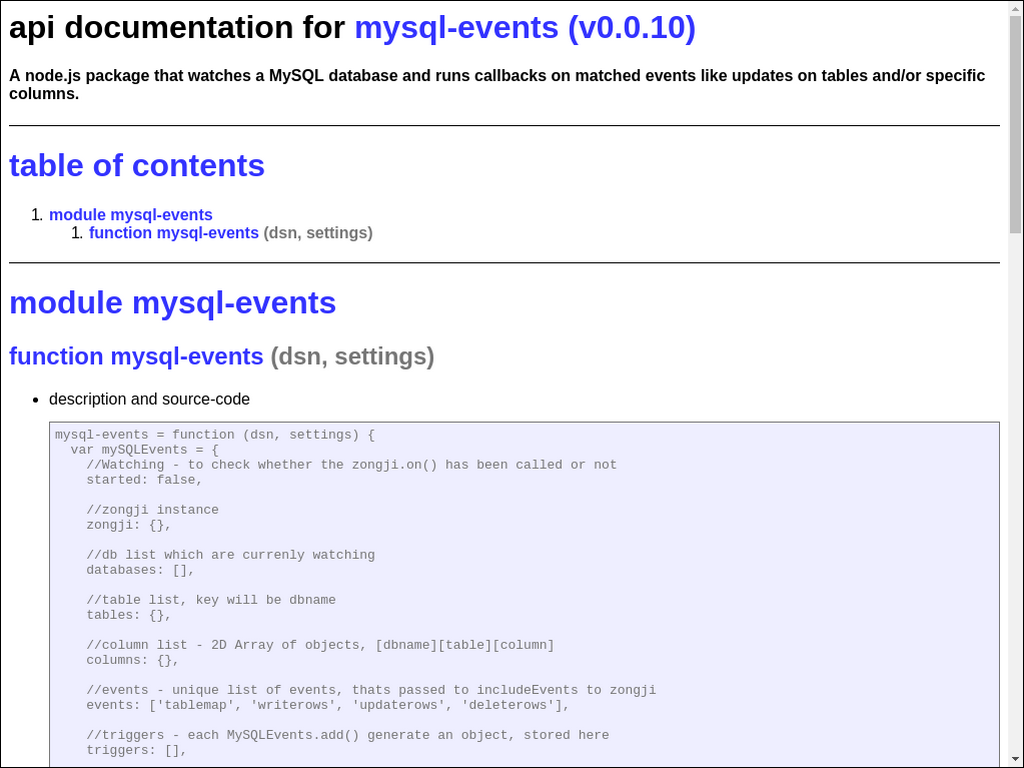 api documentation for mysql-events (v0.0.10)
A node.js package that watches a MySQL database and runs callbacks on matched events like updates on tables and/or specific
columns.
table of contents
1. module mysql-events
1. function mysql-events (dsn, settings)
module mysql-events
function mysql-events (dsn, settings)
• description and source-code
mysql-events = function (dsn, settings) {
  var mySQLEvents = {
    //Watching - to check whether the zongji.on() has been called or not
    started: false,
    //zongji instance
    zongji: {},
    //db list which are currenly watching
    databases: [],
    //table list, key will be dbname
    tables: {},
    //column list - 2D Array of objects, [dbname][table][column]
    columns: {},
    //events - unique list of events, thats passed to includeEvents to zongji
    events: ['tablemap', 'writerows', 'updaterows', 'deleterows'],
    //triggers - each MySQLEvents.add() generate an object, stored here
    triggers: [],